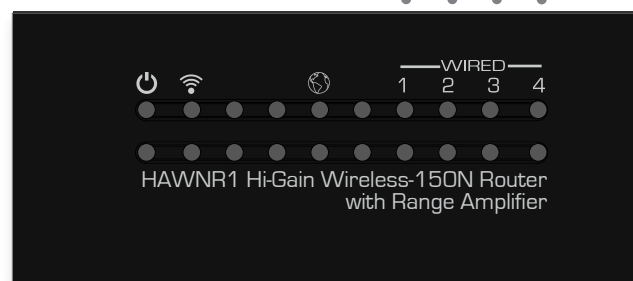 WIRED
1 2 3 4
HAWNR1 Hi-Gain Wireless-150N Router
with Range Amplifier